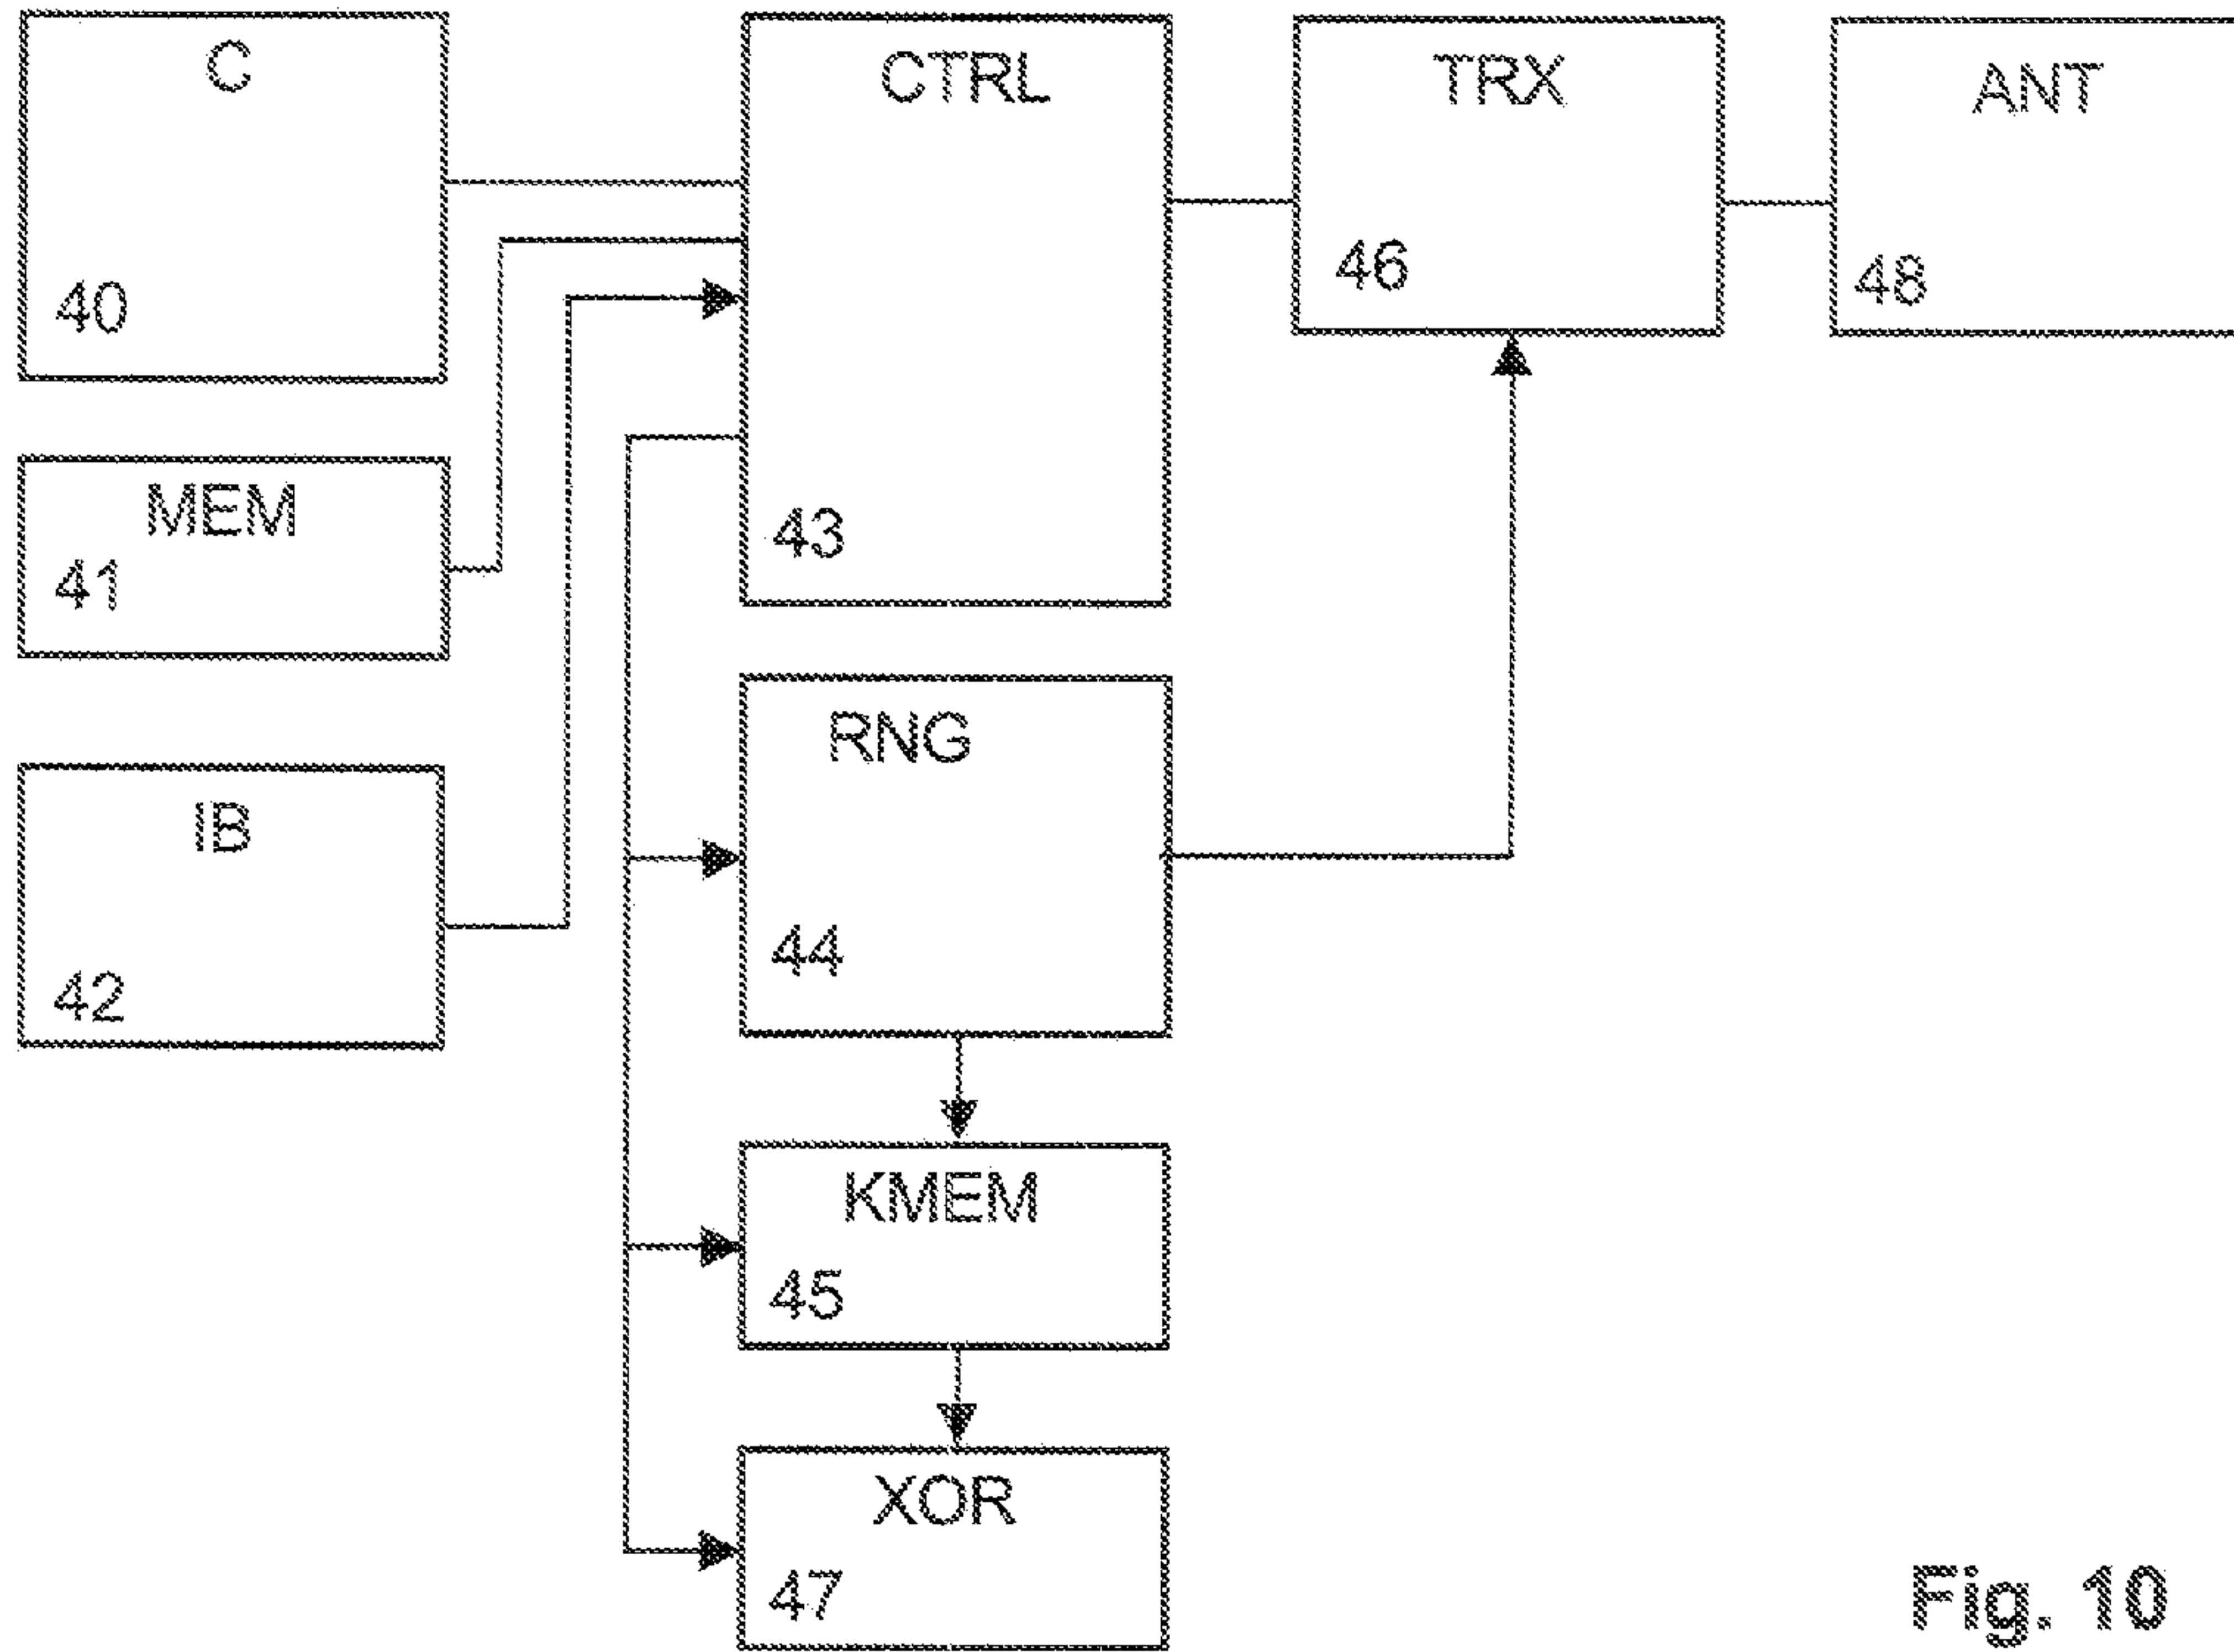 C
40
MEM
41
IB
42
CTRL
43
RNG
44
KMEM
45
XOR
47
TRX
46
ANT
48
Fig. 10